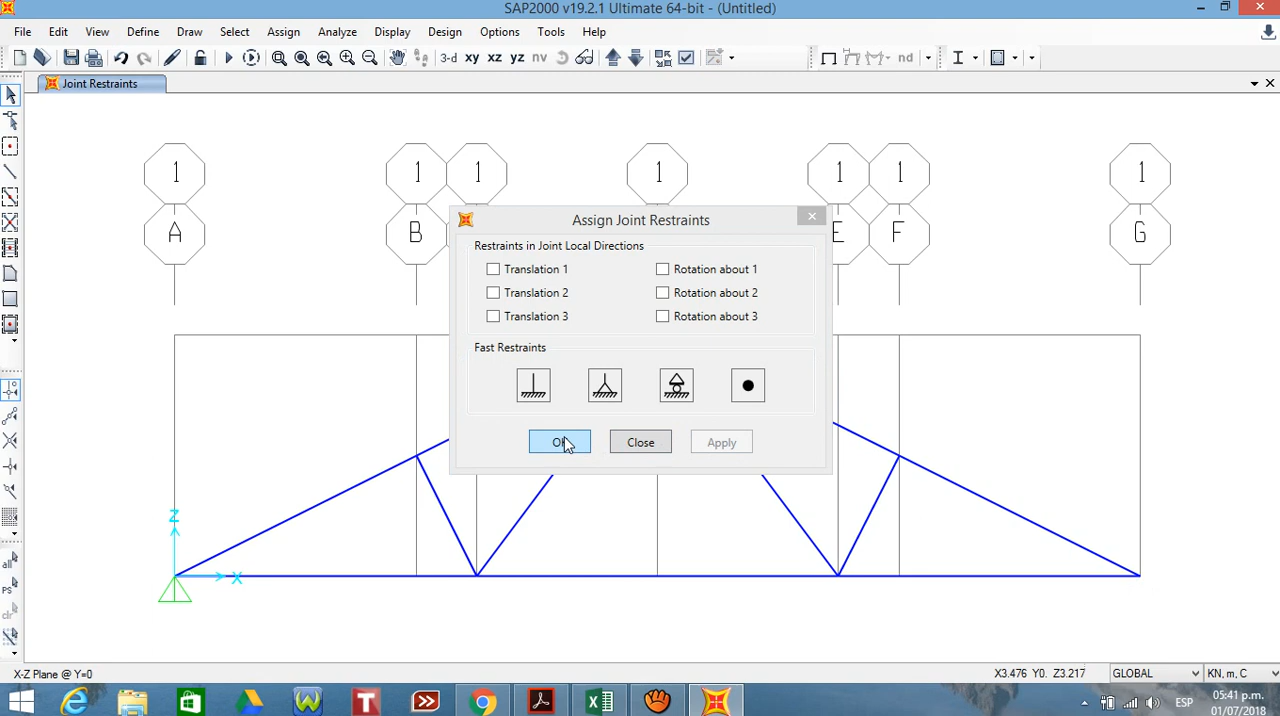 SAP2000 v19.2.1 Ultimate 64-bit - (Untitled)
File Edit View Define Draw Select Assign Analyze Display Design Options Tools Help
3-d xy xz yz nv nd
Joint Restraints
1 1 1 1 1 1 1
A B E F G
Assign Joint Restraints
Restraints in Joint Local Directions
Translation 1 Rotation about 1
Translation 2 Rotation about 2
Translation 3 Rotation about 3
Fast Restraints
Close Apply
Z
X
all
PS
clr
X-Z Plane @ Y=0 X3.476 Y0. Z3.217 GLOBAL KN, m, C
ESP 05:41 p.m.
01/07/2018